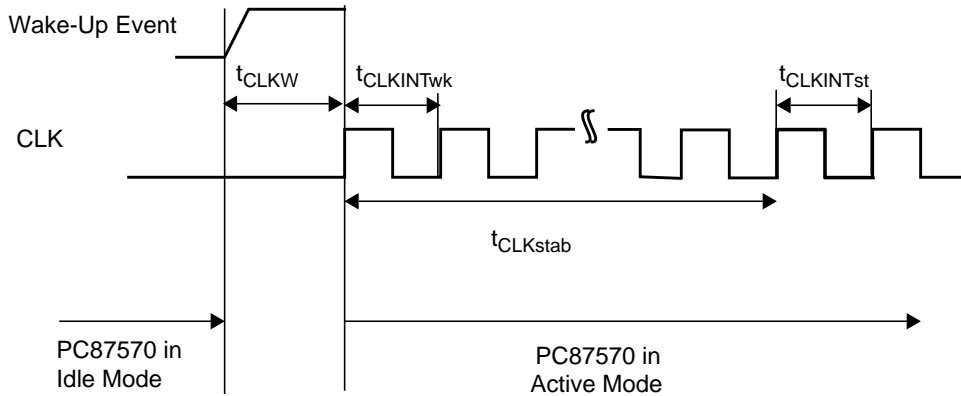 Wake-Up Event
tCLKW
tCLKINTwk
tCLKINTst
CLK
tCLKstab
PC87570 in
Idle Mode
PC87570 in
Active Mode